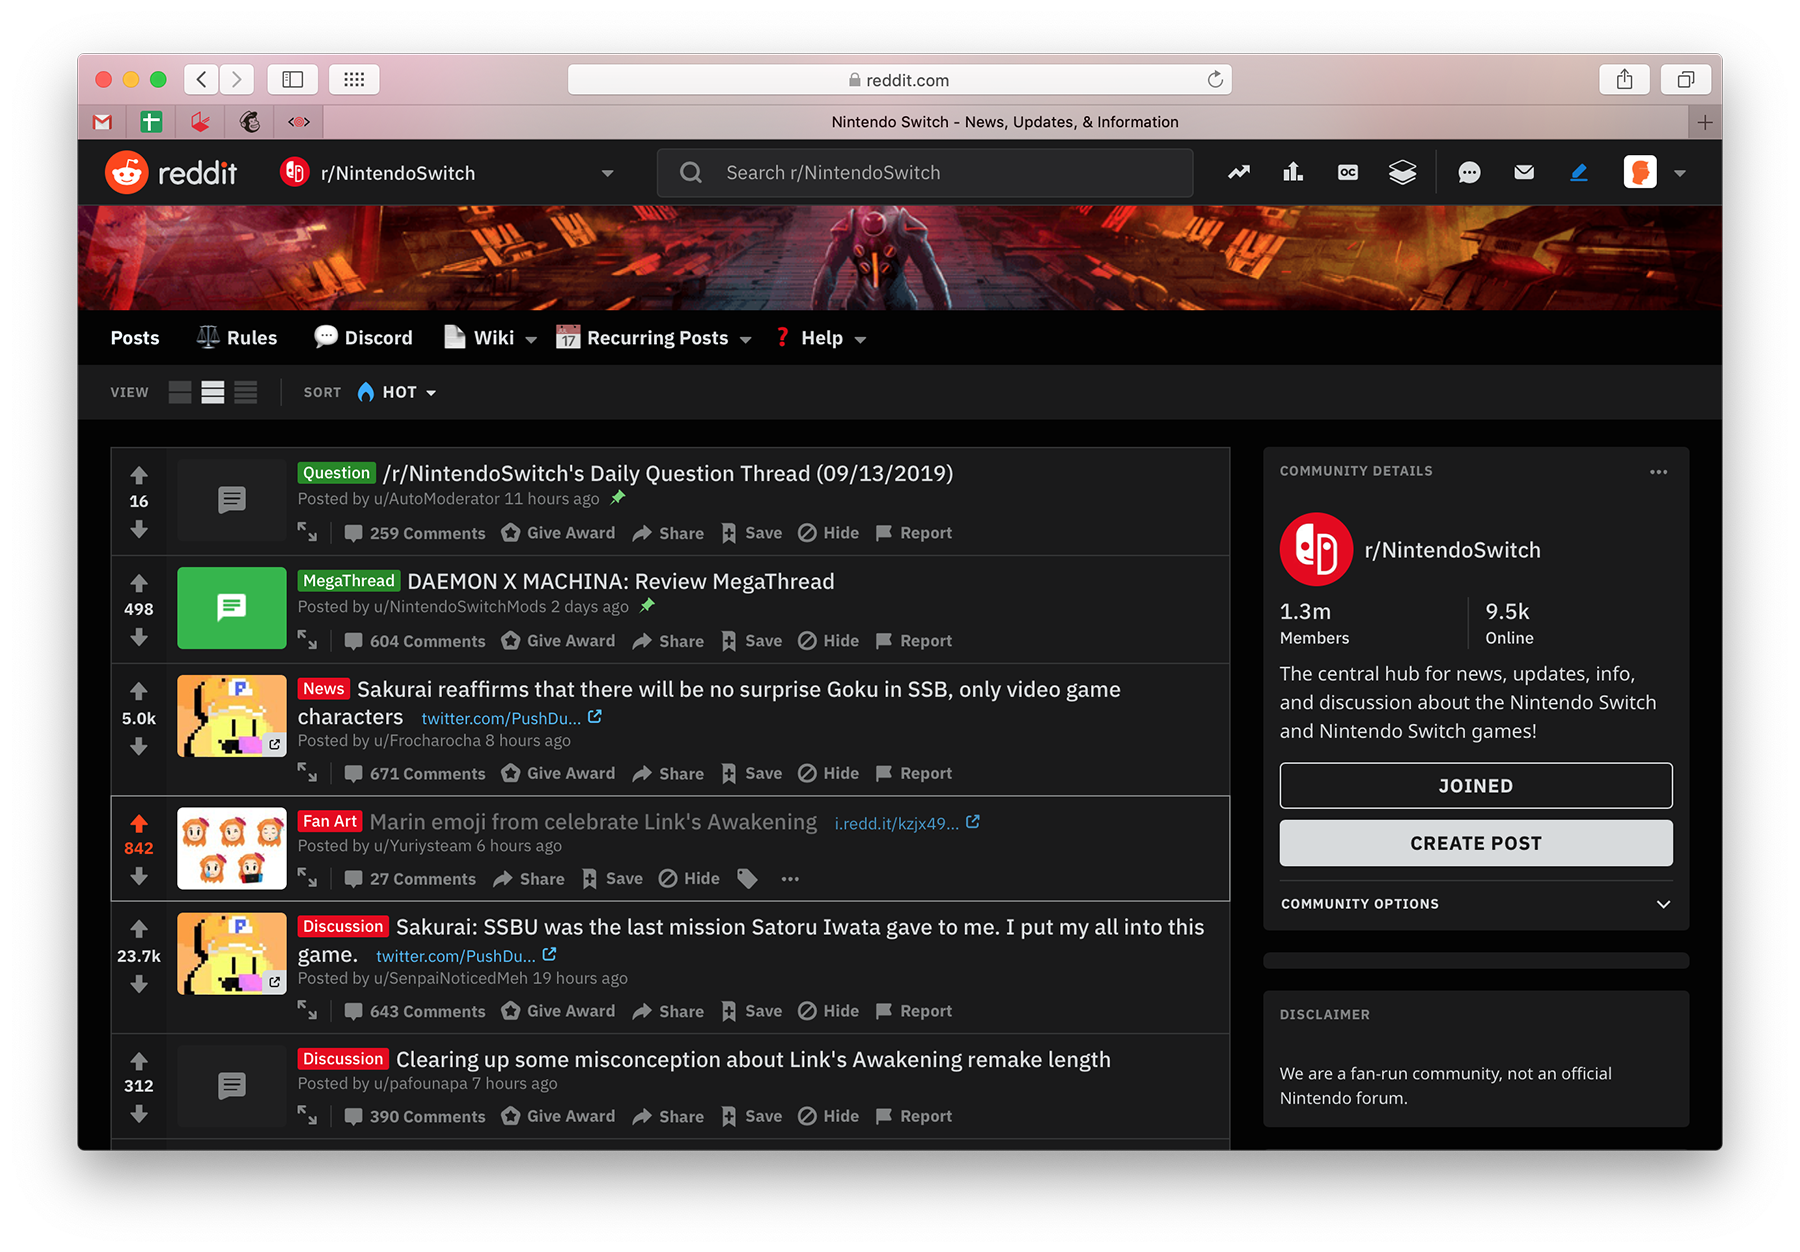 reddit.com
Nintendo Switch - News, Updates, & Information
reddit
r/NintendoSwitch
Search r/NintendoSwitch
OC
Posts
Rules
Discord
Wiki
17
Recurring Posts
Help
VIEW
SORT
HOT
16
Question /r/NintendoSwitch's Daily Question Thread (09/13/2019)
Posted by u/AutoModerator 11 hours ago
259 Comments Give Award Share Save Hide Report
498
MegaThread DAEMON X MACHINA: Review MegaThread
Posted by u/NintendoSwitchMods 2 days ago
604 Comments Give Award Share Save Hide Report
5.0k
News Sakurai reaffirms that there will be no surprise Goku in SSB, only video game
characters twitter.com/PushDu...
Posted by u/Frocharocha 8 hours ago
671 Comments Give Award Share Save Hide Report
842
Fan Art Marin emoji from celebrate Link's Awakening i.redd.it/kzjx49...
Posted by u/Yuriysteam 6 hours ago
27 Comments Share Save Hide
23.7k
Discussion Sakurai: SSBU was the last mission Satoru Iwata gave to me. I put my all into this
game. twitter.com/PushDu...
Posted by u/SenpaiNoticedMeh 19 hours ago
643 Comments Give Award Share Save Hide Report
312
Discussion Clearing up some misconception about Link's Awakening remake length
Posted by u/pafounapa 7 hours ago
390 Comments Give Award Share Save Hide Report
COMMUNITY DETAILS
r/NintendoSwitch
1.3m 9.5k
Members Online
The central hub for news, updates, info,
and discussion about the Nintendo Switch
and Nintendo Switch games!
JOINED
CREATE POST
COMMUNITY OPTIONS
DISCLAIMER
We are a fan-run community, not an official
Nintendo forum.